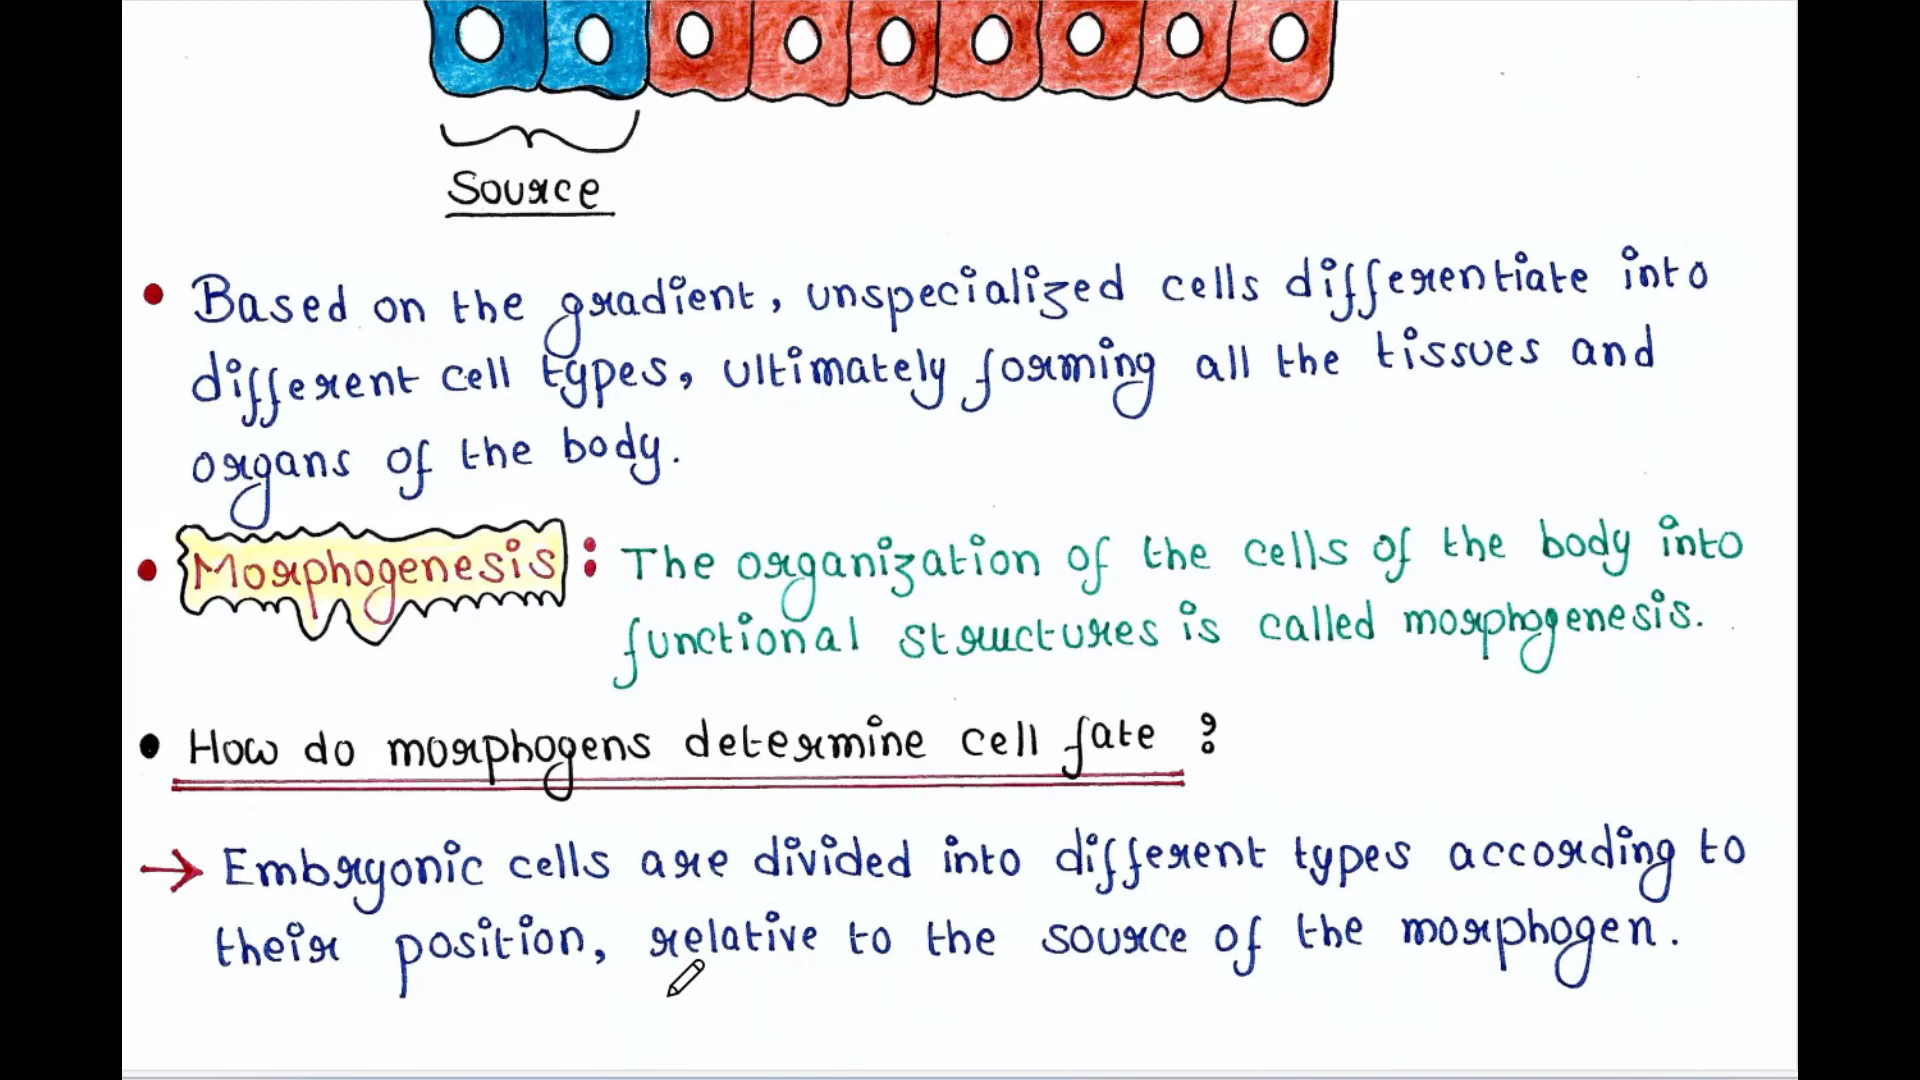 Source
• Based on the gradient, unspecialized cells differentiate into
different cell types, ultimately forming all the tissues and
organs of the body.
• Morphogenesis : The organization of the cells of the body into
functional structures is called morphogenesis.
• How do morphogens determine cell fate ?
→ Embryonic cells are divided into different types according to
their position, relative to the source of the morphogen.